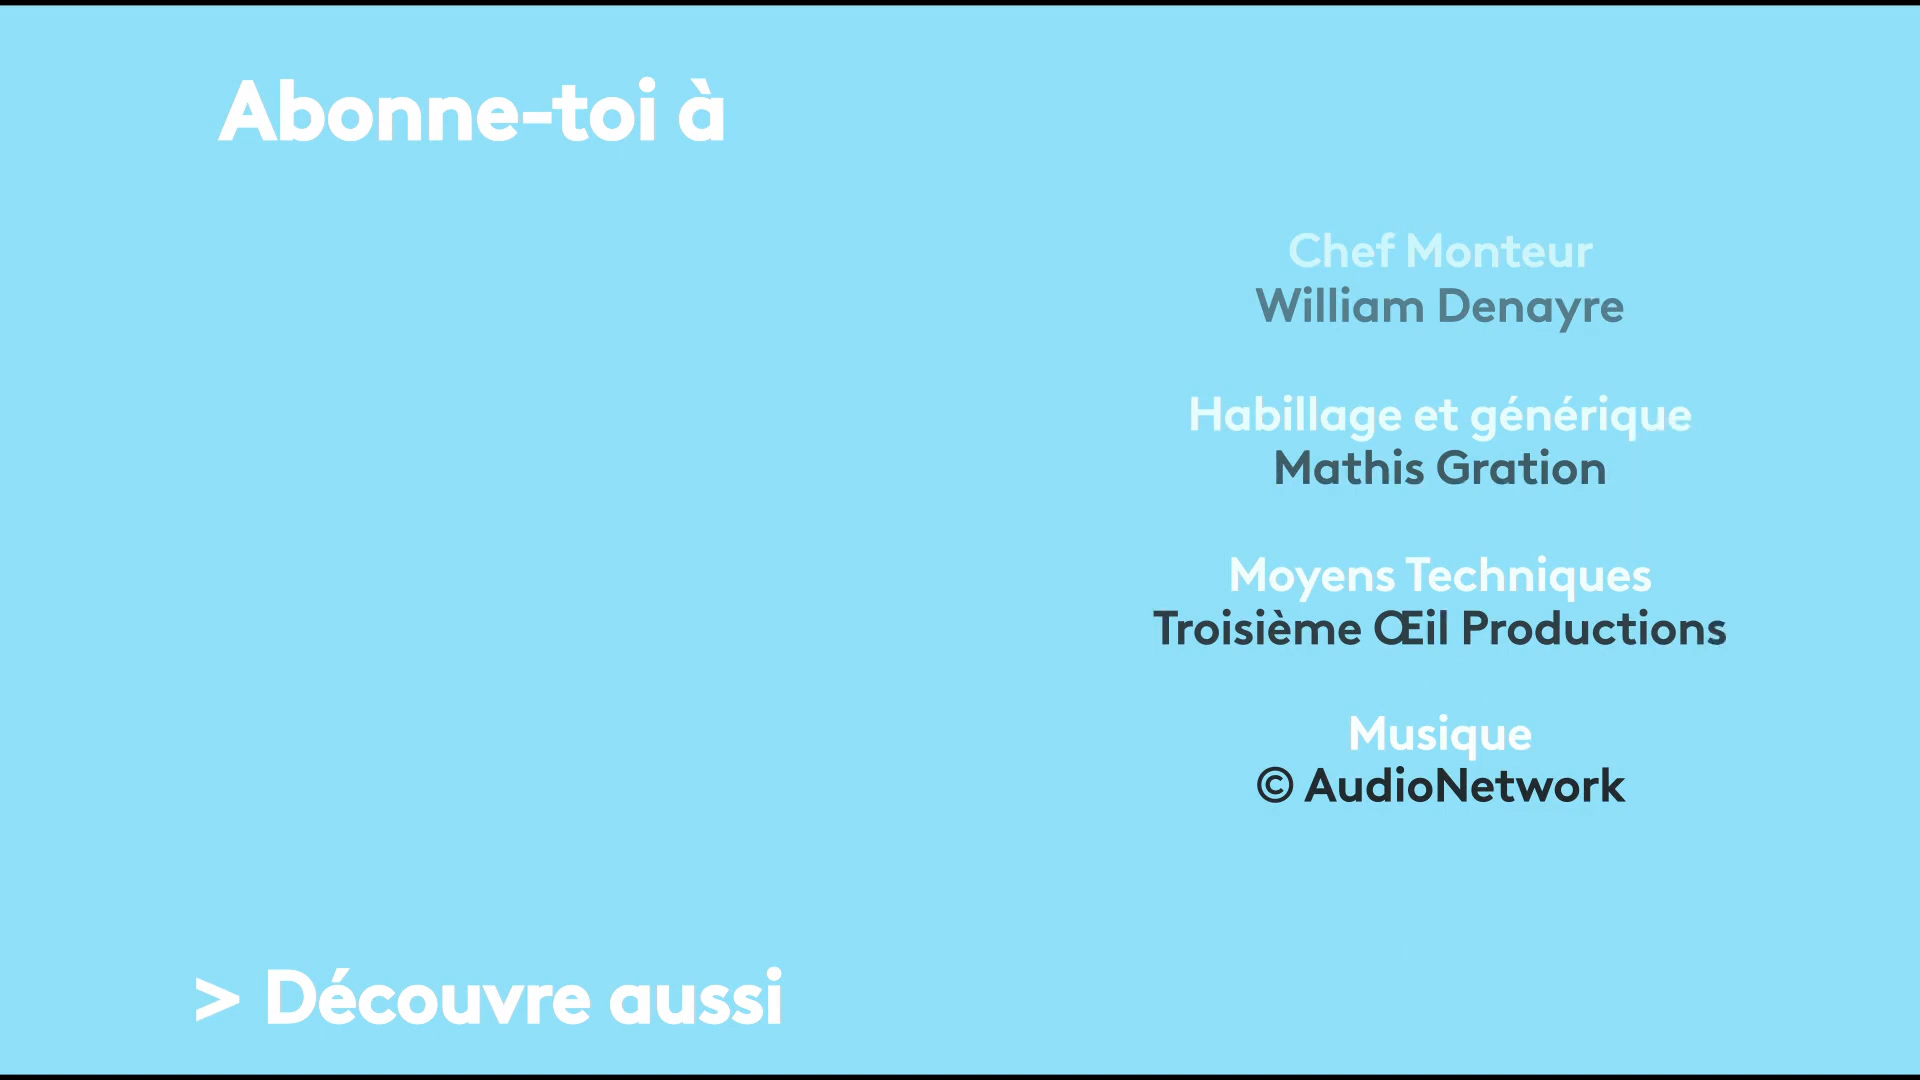 Abonne-toi à
Chef Monteur
William Denayre
Habillage et générique
Mathis Gration
Moyens Techniques
Troisième Œil Productions
Musique
© AudioNetwork
> Découvre aussi